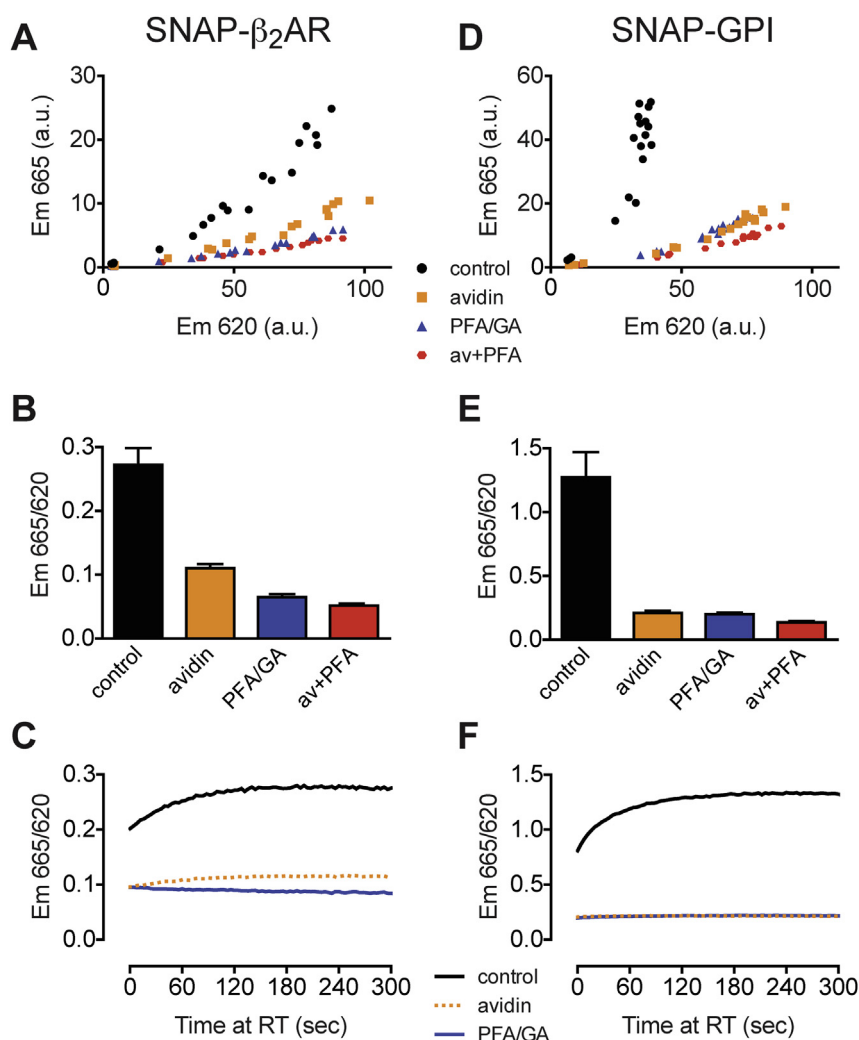 A SNAP-β₂AR
Em 665 (a.u.)
30
20
10
0
0 50 100
Em 620 (a.u.)
D SNAP-GPI
Em 665 (a.u.)
60
40
20
0
0 50 100
Em 620 (a.u.)
control
avidin
PFA/GA
av+PFA
B
Em 665/620
0.3
0.2
0.1
0.0
control avidin PFA/GA av+PFA
E
Em 665/620
1.5
1.0
0.5
0.0
control avidin PFA/GA av+PFA
C
Em 665/620
0.3
0.2
0.1
0.0
0 60 120 180 240 300
Time at RT (sec)
F
Em 665/620
1.5
1.0
0.5
0.0
0 60 120 180 240 300
Time at RT (sec)
control
avidin
PFA/GA